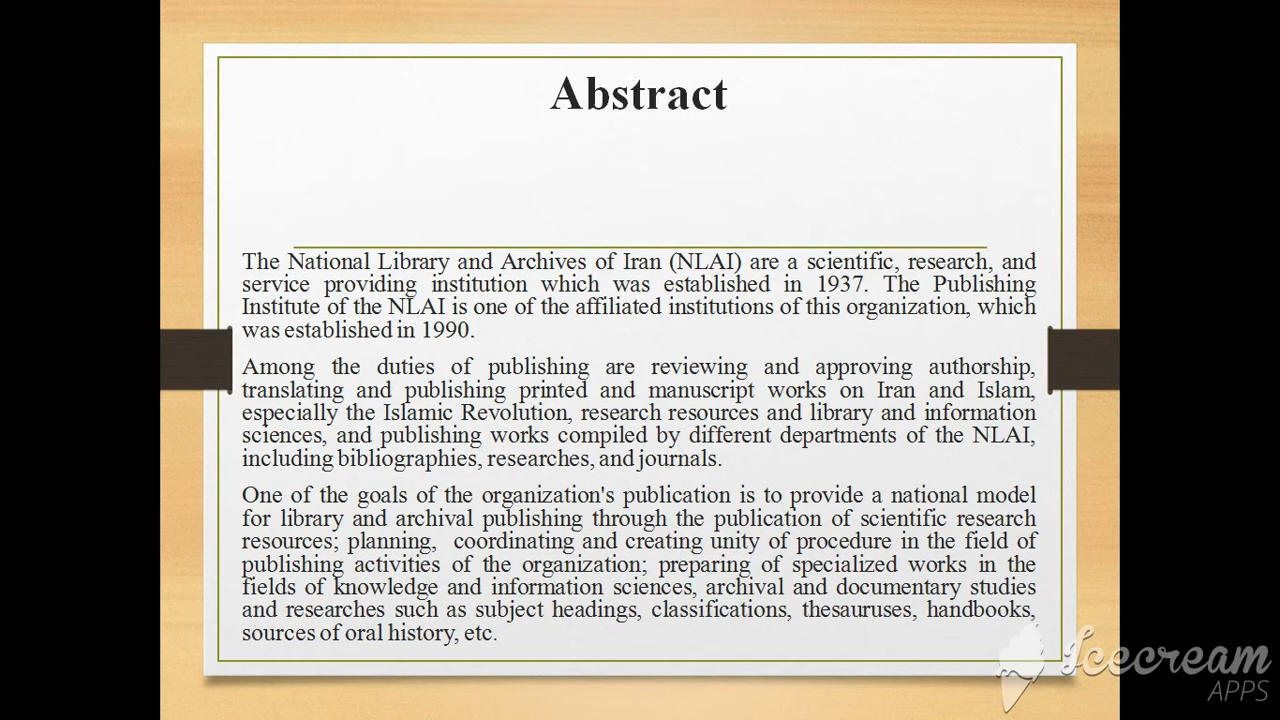 Abstract
The National Library and Archives of Iran (NLAI) are a scientific, research, and
service providing institution which was established in 1937. The Publishing
Institute of the NLAI is one of the affiliated institutions of this organization, which
was established in 1990.
Among the duties of publishing are reviewing and approving authorship,
translating and publishing printed and manuscript works on Iran and Islam,
especially the Islamic Revolution, research resources and library and information
sciences, and publishing works compiled by different departments of the NLAI,
including bibliographies, researches, and journals.
One of the goals of the organization's publication is to provide a national model
for library and archival publishing through the publication of scientific research
resources; planning, coordinating and creating unity of procedure in the field of
publishing activities of the organization; preparing of specialized works in the
fields of knowledge and information sciences, archival and documentary studies
and researches such as subject headings, classifications, thesauruses, handbooks,
sources of oral history, etc.
Icecream
APPS